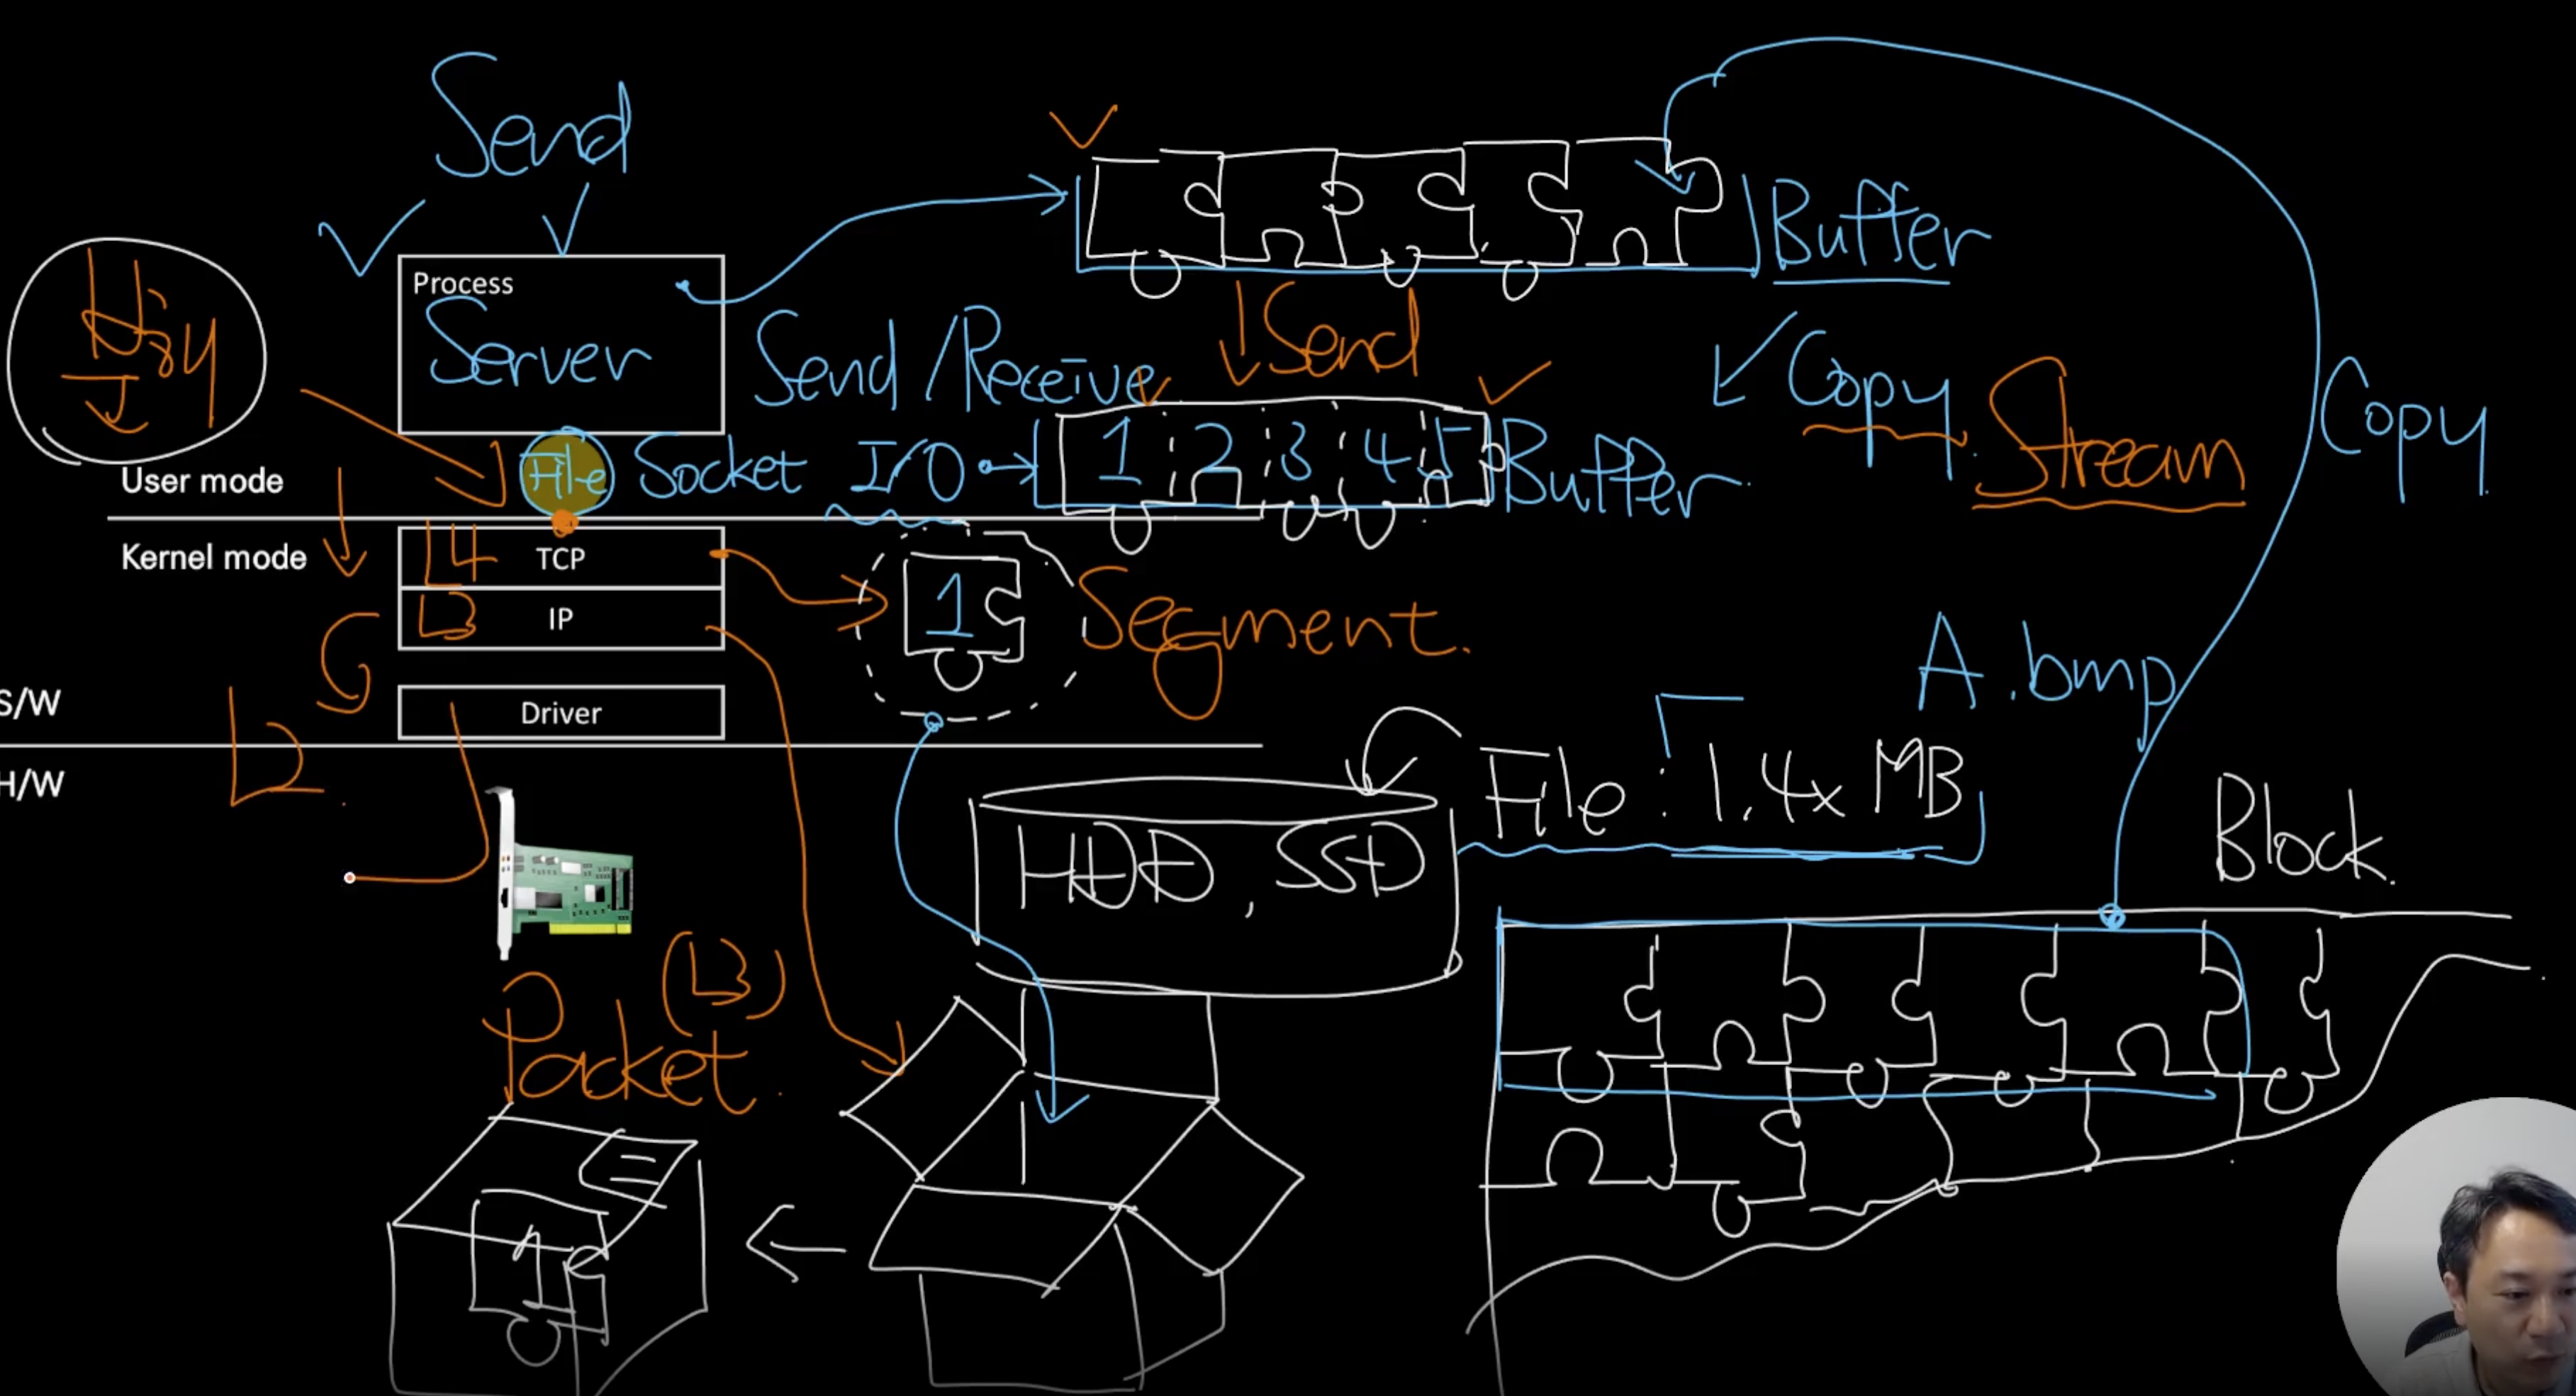 Send
Process
Server
Buffer
Send
Send/Receive
Copy
Stream
Copy
File
Socket I/O
1 2 3 4 5
Buffer
User mode
Kernel mode
L4
TCP
L3
IP
1
Segment.
S/W
Driver
H/W
L2
A.bmp
File : 1.4x MB
HDD, SSD
Block.
(L3)
Packet.
1